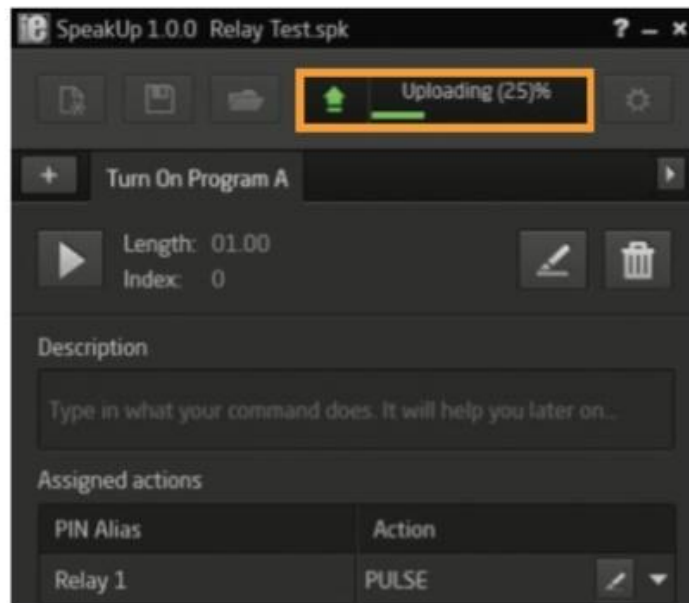 SpeakUp 1.0.0 Relay Test.spk ? – ×
Uploading (25)%
+ Turn On Program A
Length: 01.00
Index: 0
Description
Type in what your command does. It will help you later on...
Assigned actions
PIN Alias Action
Relay 1 PULSE